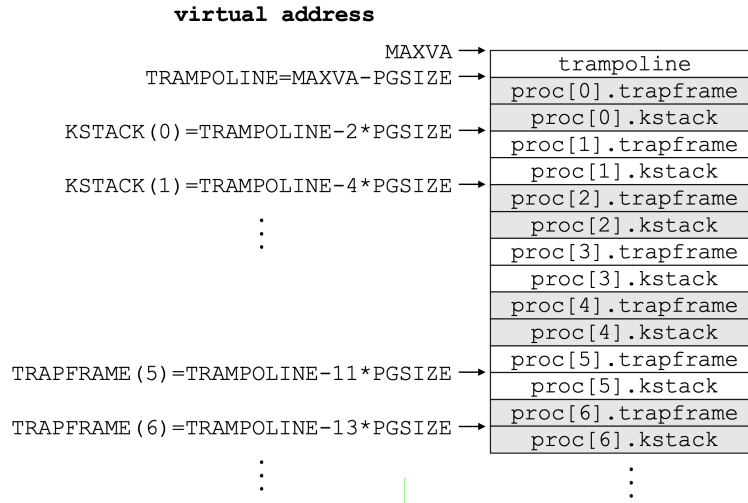 virtual address
MAXVA
trampoline
TRAMPOLINE=MAXVA-PGSIZE
proc[0].trapframe
proc[0].kstack
KSTACK(0)=TRAMPOLINE-2*PGSIZE
proc[1].trapframe
proc[1].kstack
KSTACK(1)=TRAMPOLINE-4*PGSIZE
proc[2].trapframe
proc[2].kstack
proc[3].trapframe
proc[3].kstack
proc[4].trapframe
proc[4].kstack
proc[5].trapframe
TRAPFRAME(5)=TRAMPOLINE-11*PGSIZE
proc[5].kstack
proc[6].trapframe
TRAPFRAME(6)=TRAMPOLINE-13*PGSIZE
proc[6].kstack